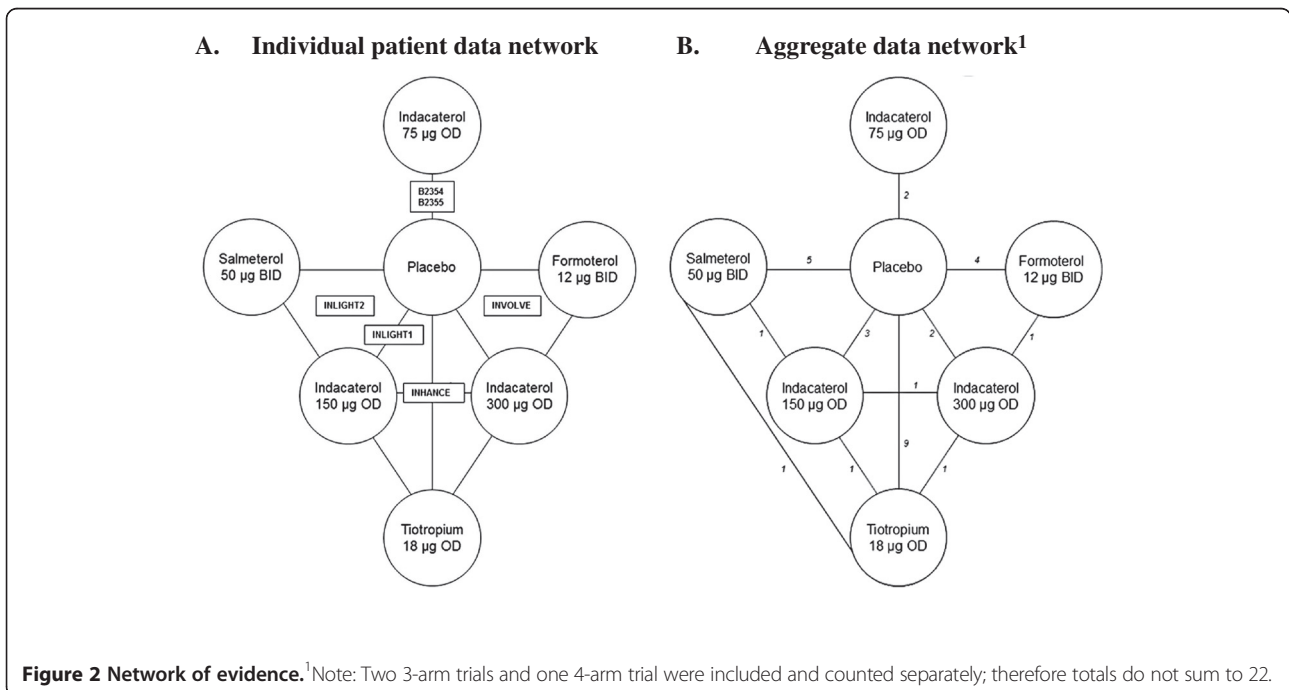 A. Individual patient data network
Indacaterol
75 µg OD
B2354
B2355
Salmeterol
50 µg BID
Placebo
Formoterol
12 µg BID
INLIGHT2
INVOLVE
INLIGHT1
Indacaterol
150 µg OD
INHANCE
Indacaterol
300 µg OD
Tiotropium
18 µg OD
B. Aggregate data network¹
Indacaterol
75 µg OD
2
Salmeterol
50 µg BID
5
Placebo
4
Formoterol
12 µg BID
1
3
2
1
Indacaterol
150 µg OD
1
Indacaterol
300 µg OD
9
1
1
1
Tiotropium
18 µg OD
Figure 2 Network of evidence. ¹Note: Two 3-arm trials and one 4-arm trial were included and counted separately; therefore totals do not sum to 22.